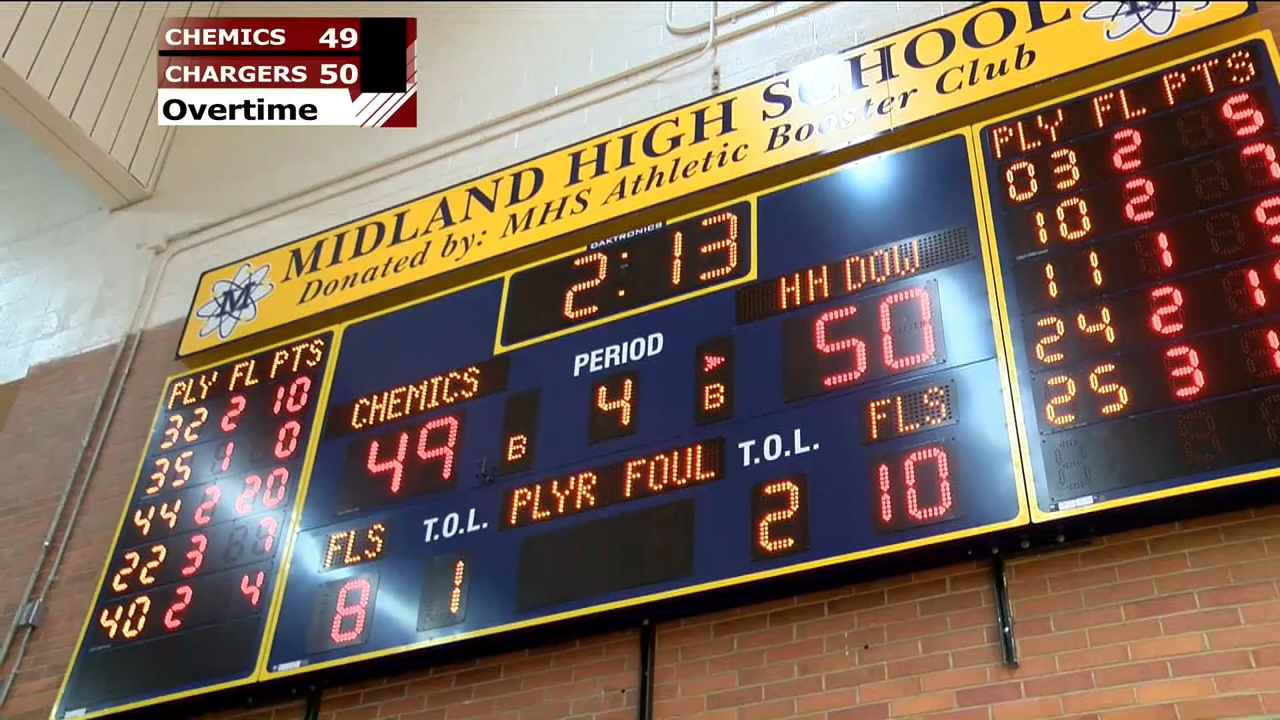 CHEMICS 49
CHARGERS 50
Overtime
MIDLAND HIGH SCHOOL
Donated by: MHS Athletic Booster Club
M
DAKTRONICS
2:13
PERIOD
4
CHEMICS
49
B
HH DOW
50
B
PLYR FOUL
FLS
8
T.O.L.
1
T.O.L.
2
FLS
10
PLY FL PTS
32 2 10
35 1 0
44 2 20
22 3 7
40 2 4
PLY FL PTS
03 2 5
10 2 7
11 1
24 2
25 3